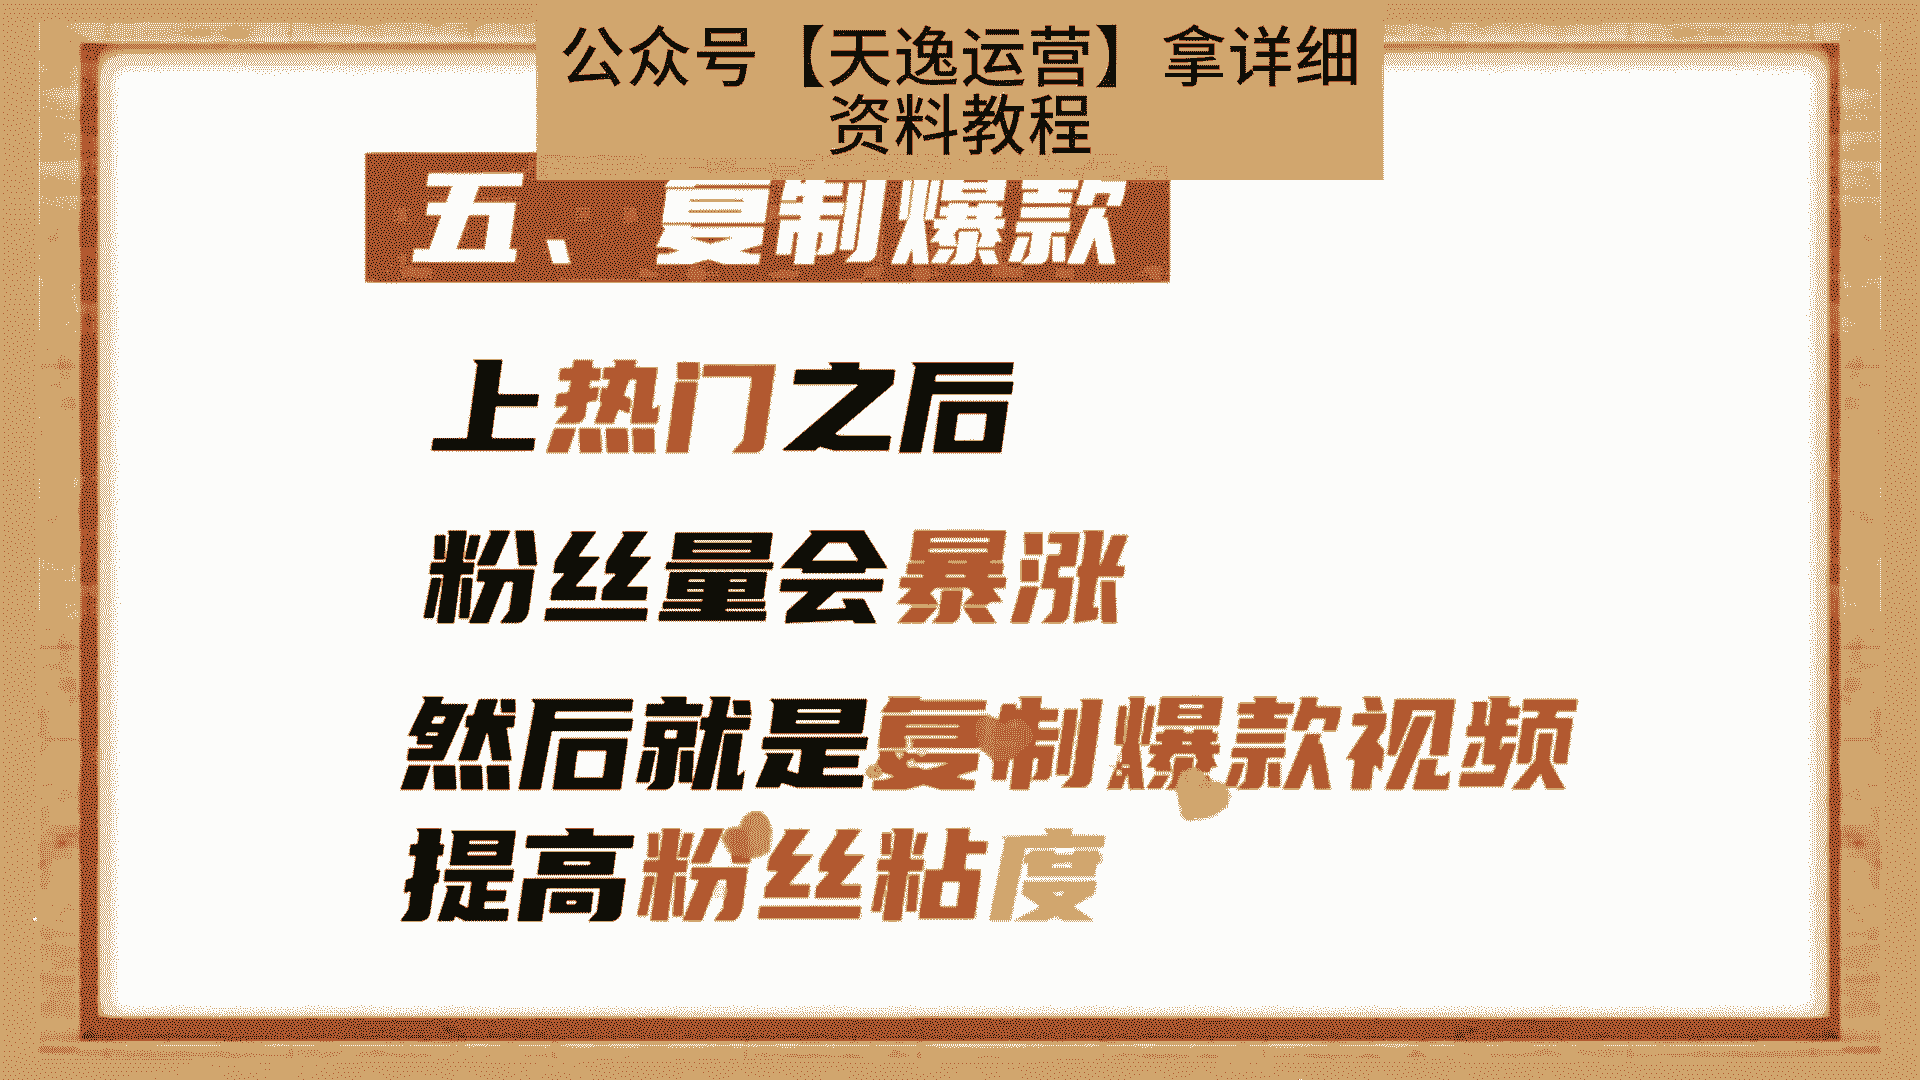 公众号【天逸运营】拿详细
资料教程
五、复制爆款
上热门之后
粉丝量会暴涨
然后就是复制爆款视频
提高粉丝粘度